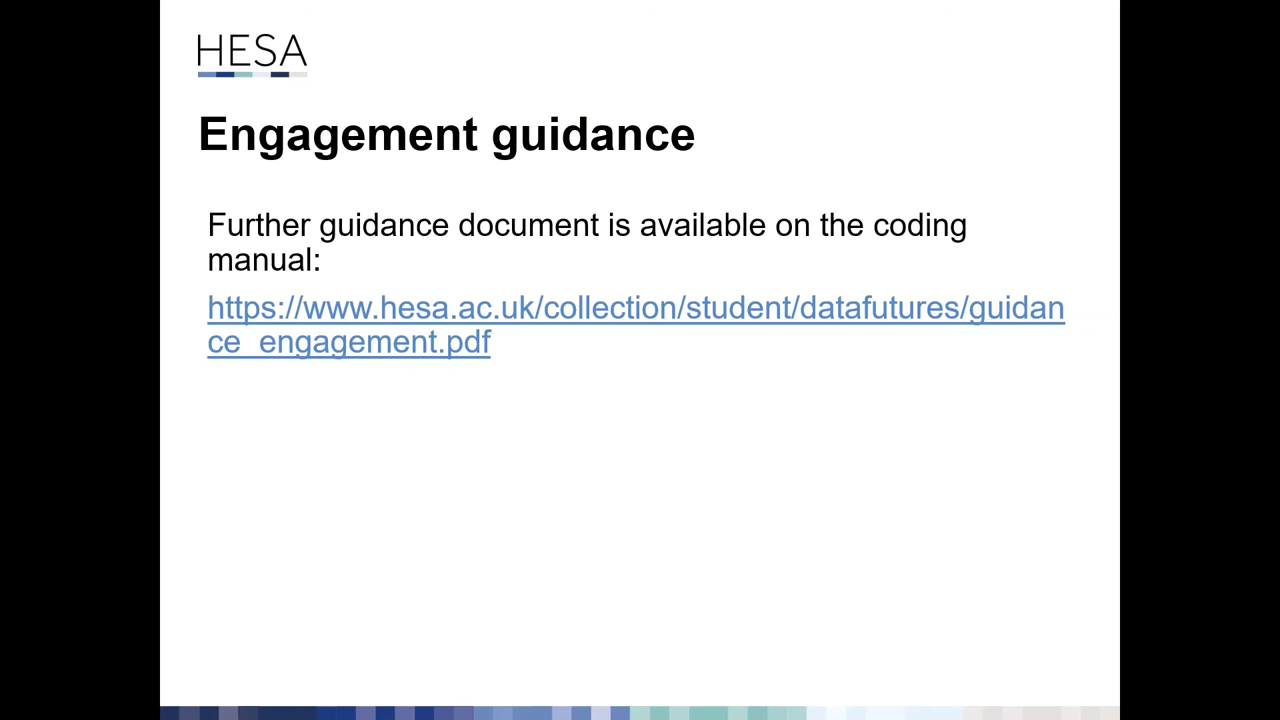 HESA
Engagement guidance
Further guidance document is available on the coding
manual:
https://www.hesa.ac.uk/collection/student/datafutures/guidan
ce_engagement.pdf